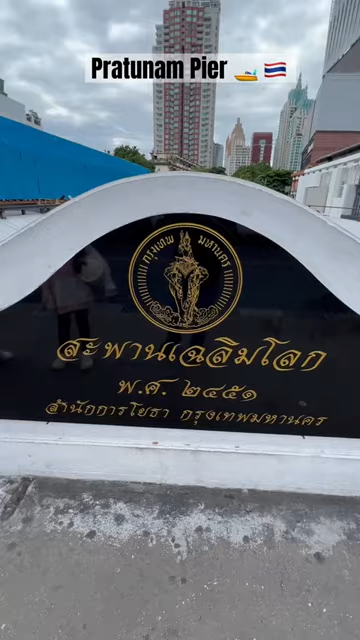 Pratunam Pier 🚤 🇹🇭
กรุงเทพ มหานคร
สะพานเฉลิมโลก
พ.ศ. ๒๔๕๑
สำนักการโยธา กรุงเทพมหานคร